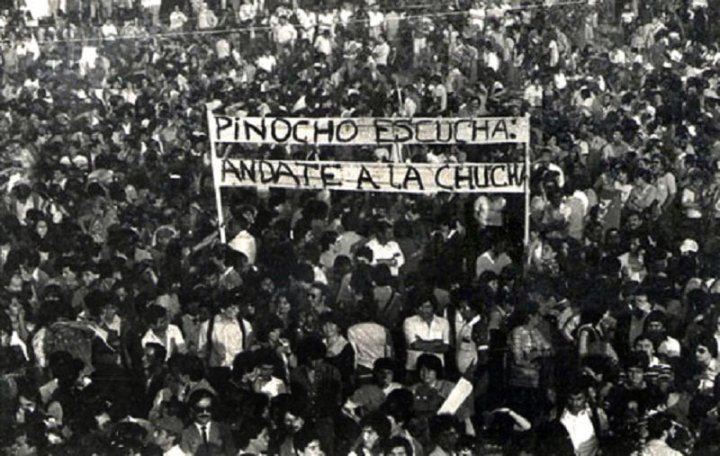 PINOCHO ESCUCHA:
ANDATE A LA CHUCHA